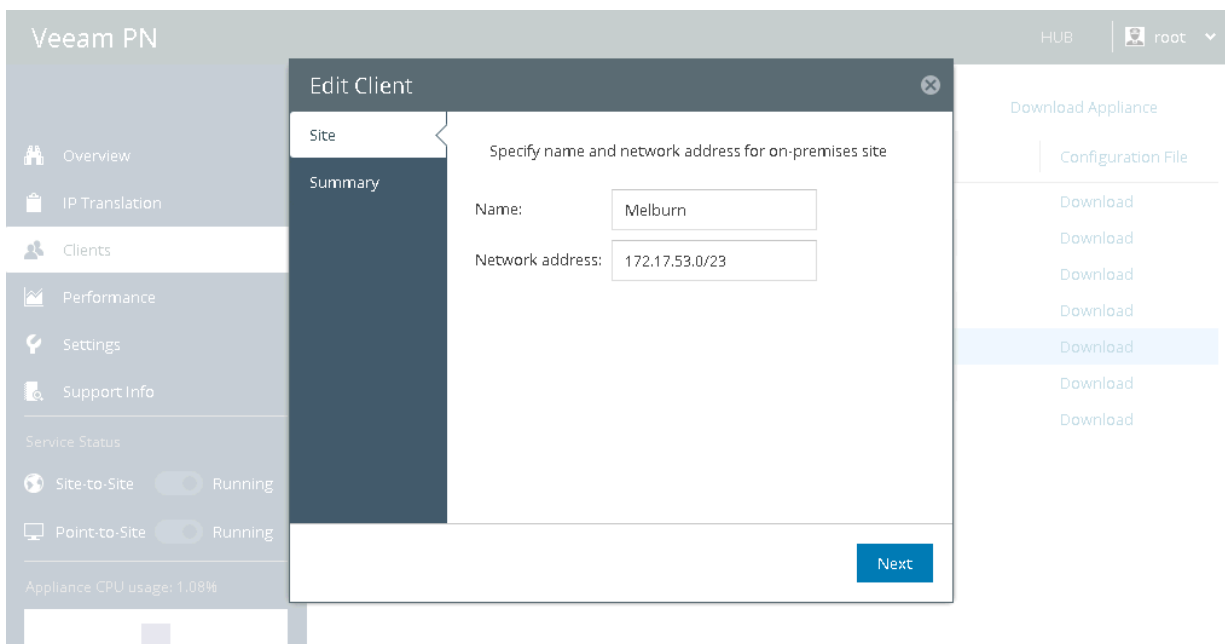 Veeam PN
HUB root
Edit Client
Download Appliance
Site
Specify name and network address for on-premises site
Overview
Configuration File
Summary
IP Translation
Name: Melburn
Download
Download
Clients
Network address: 172.17.53.0/23
Download
Performance
Download
Settings
Download
Support Info
Download
Download
Service Status
Site-to-Site Running
Point-to-Site Running
Next
Appliance CPU usage: 1.08%